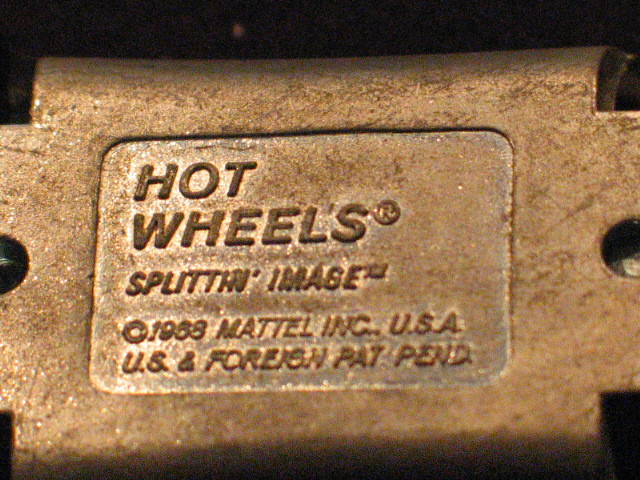 HOT
WHEELS®
SPLITTIN' IMAGE™
©1968 MATTEL INC., U.S.A.
U.S. & FOREIGN PAT. PEND.